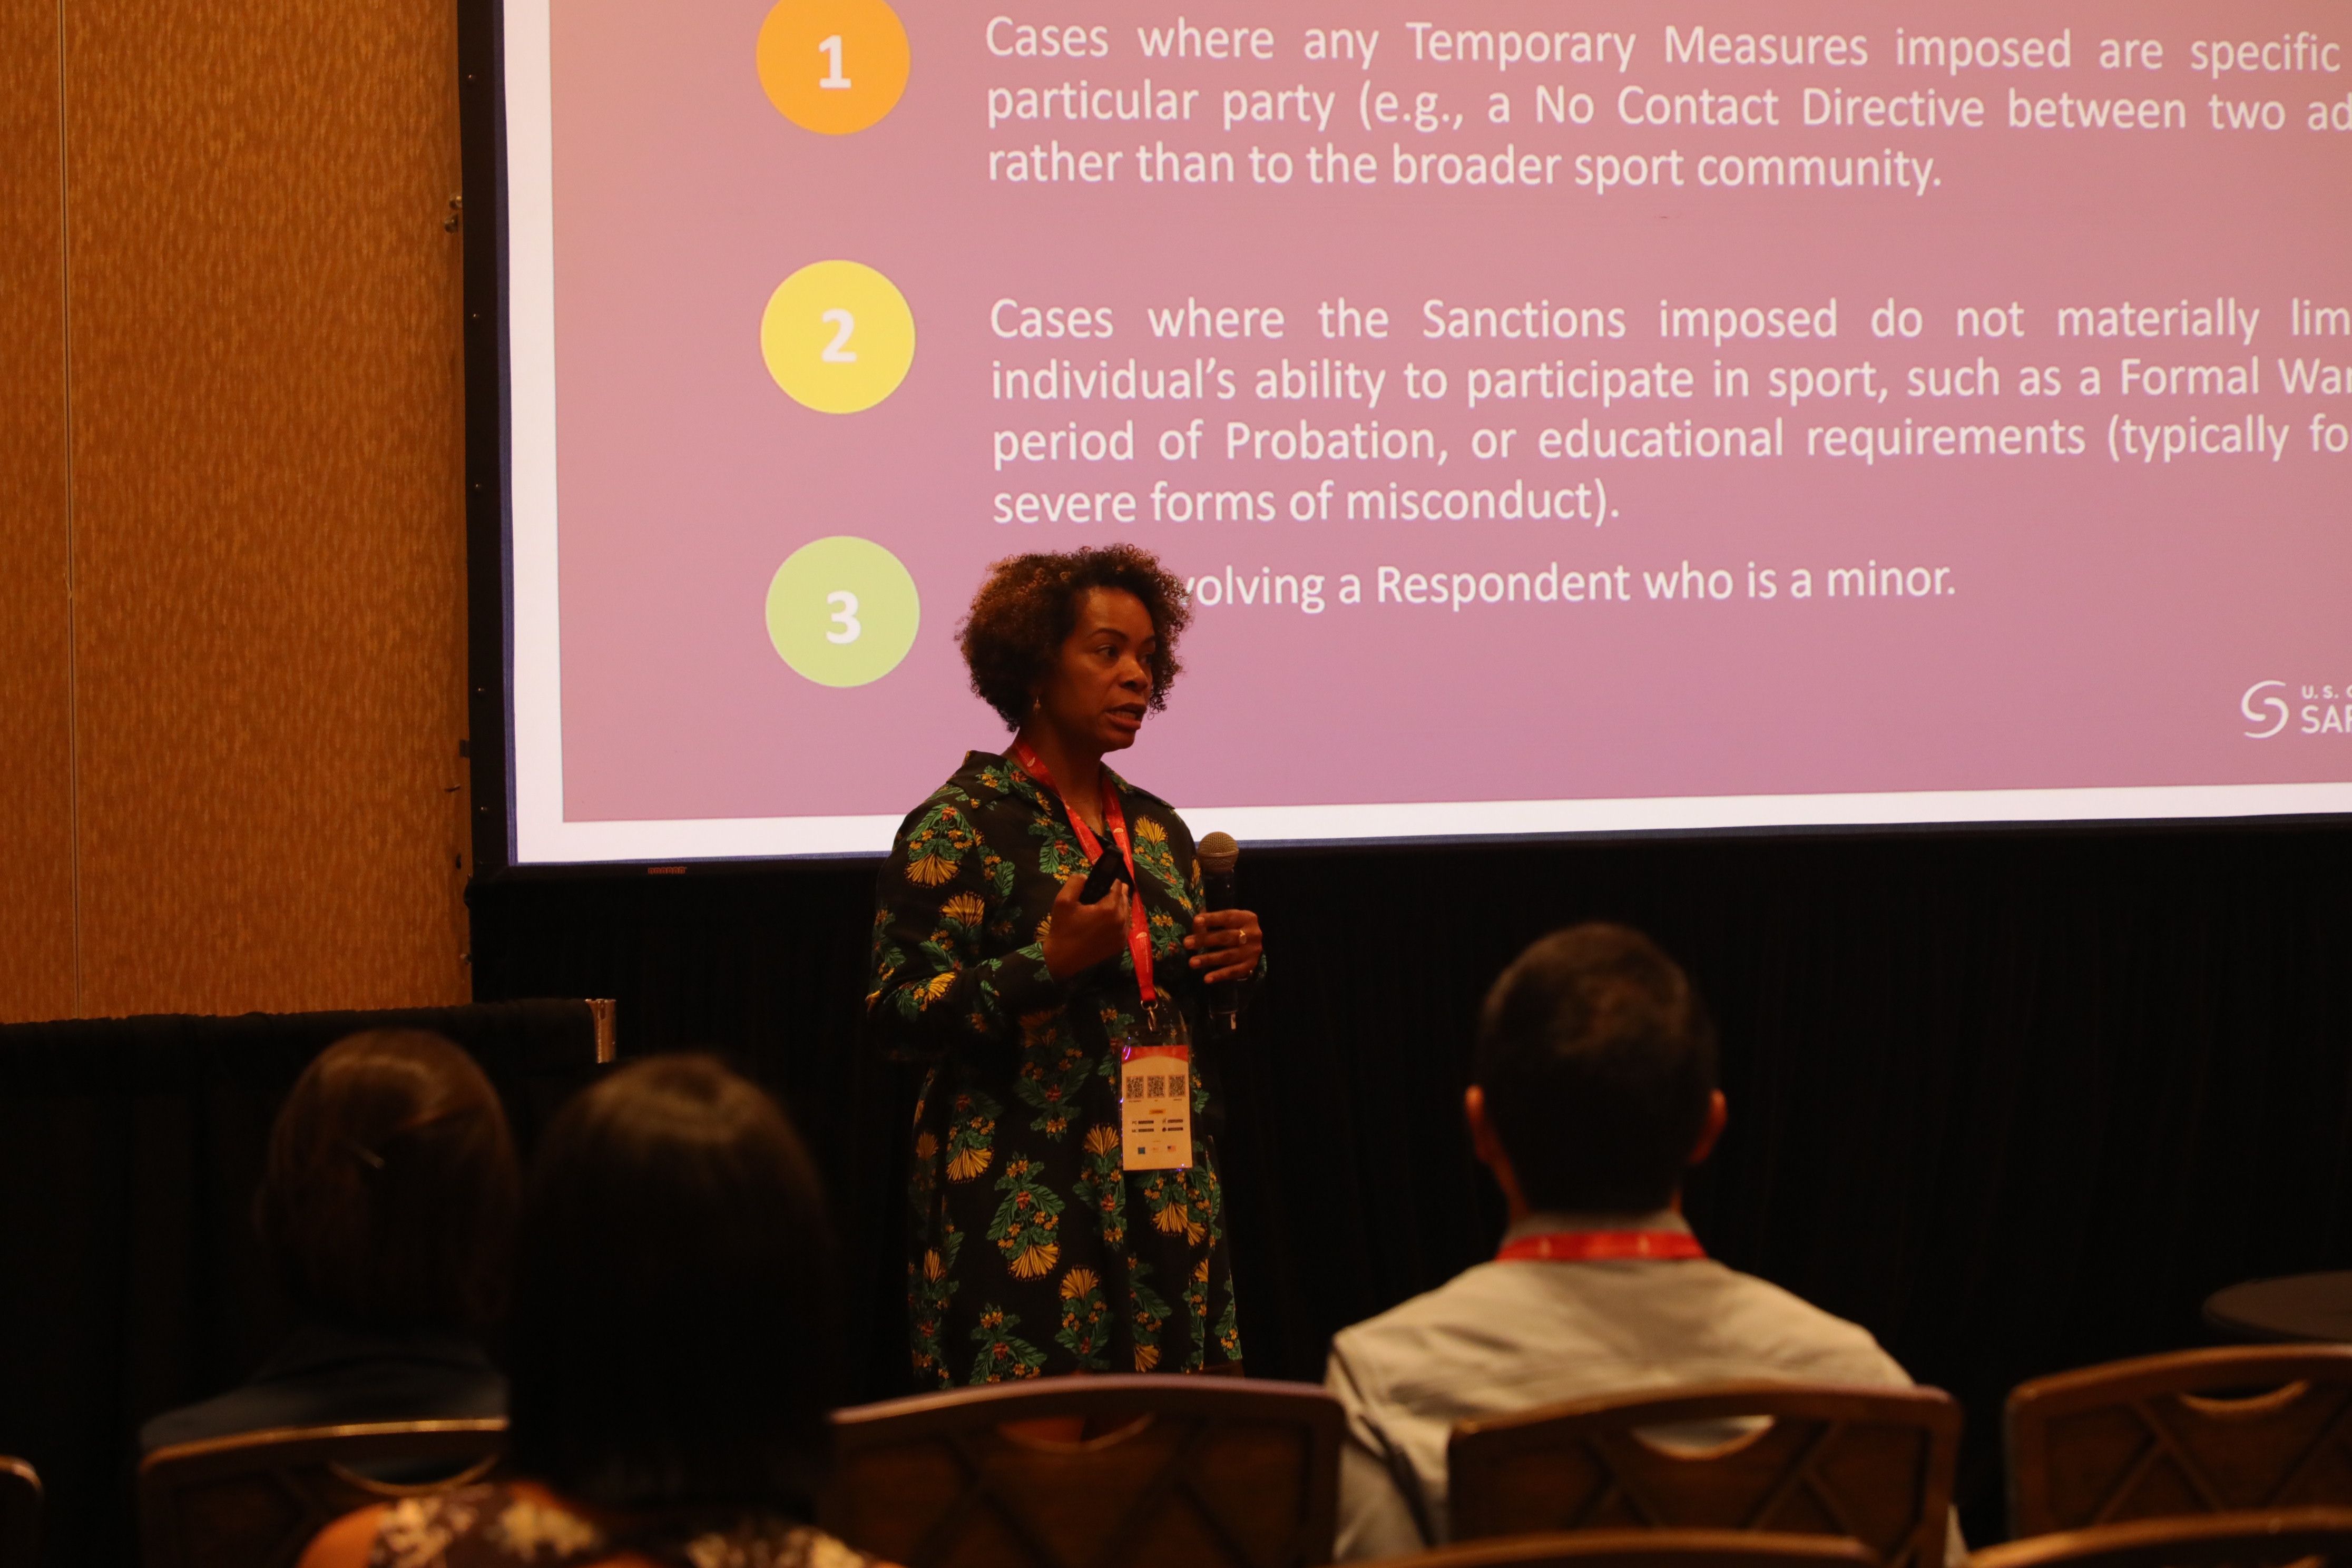 1
Cases where any Temporary Measures imposed are specific
particular party (e.g., a No Contact Directive between two ad
rather than to the broader sport community.
2
Cases where the Sanctions imposed do not materially lim
individual's ability to participate in sport, such as a Formal War
period of Probation, or educational requirements (typically fo
severe forms of misconduct).
3
volving a Respondent who is a minor.
U.S.
SAF